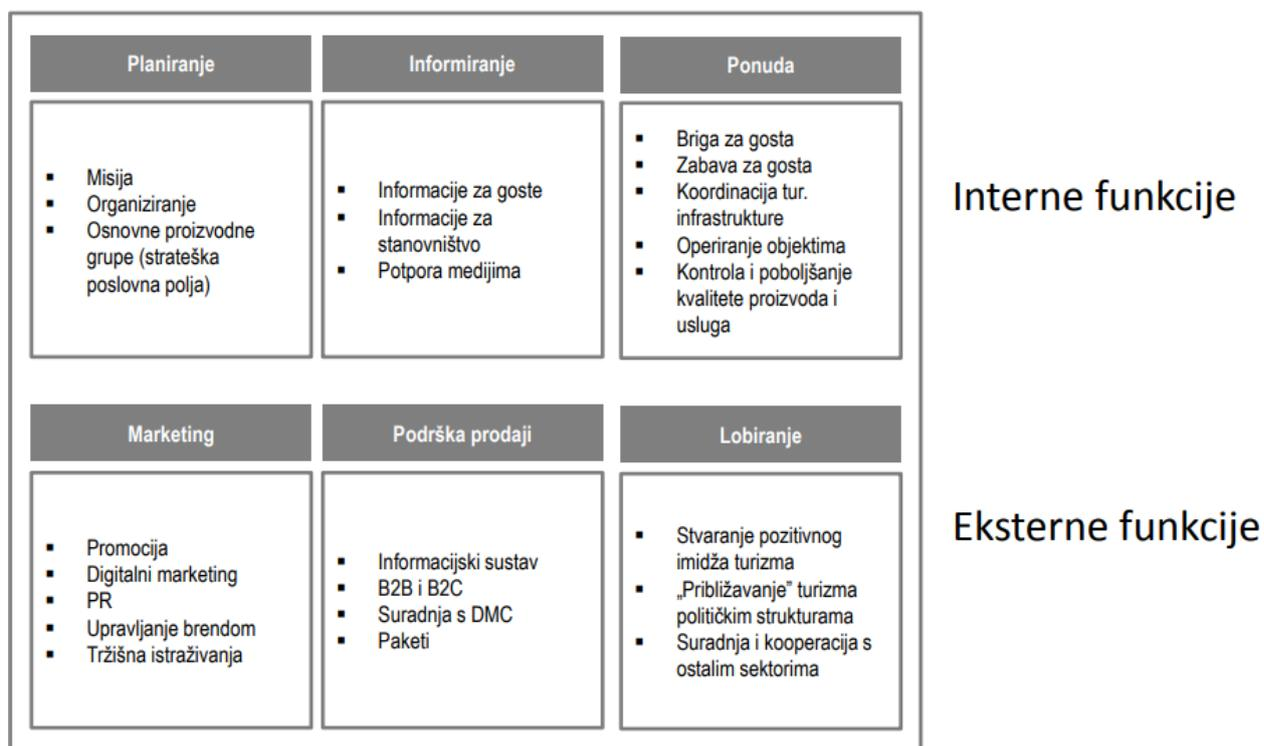 Planiranje
Misija
Organiziranje
Osnovne proizvodne
grupe (strateška
poslovna polja)
Informiranje
Informacije za goste
Informacije za
stanovništvo
Potpora medijima
Ponuda
Briga za gosta
Zabava za gosta
Koordinacija tur.
infrastrukture
Operiranje objektima
Kontrola i poboljšanje
kvalitete proizvoda i
usluga
Interne funkcije
Marketing
Promocija
Digitalni marketing
PR
Upravljanje brendom
Tržišna istraživanja
Podrška prodaji
Informacijski sustav
B2B i B2C
Suradnja s DMC
Paketi
Lobiranje
Stvaranje pozitivnog
imidža turizma
„Približavanje” turizma
političkim strukturama
Suradnja i kooperacija s
ostalim sektorima
Eksterne funkcije